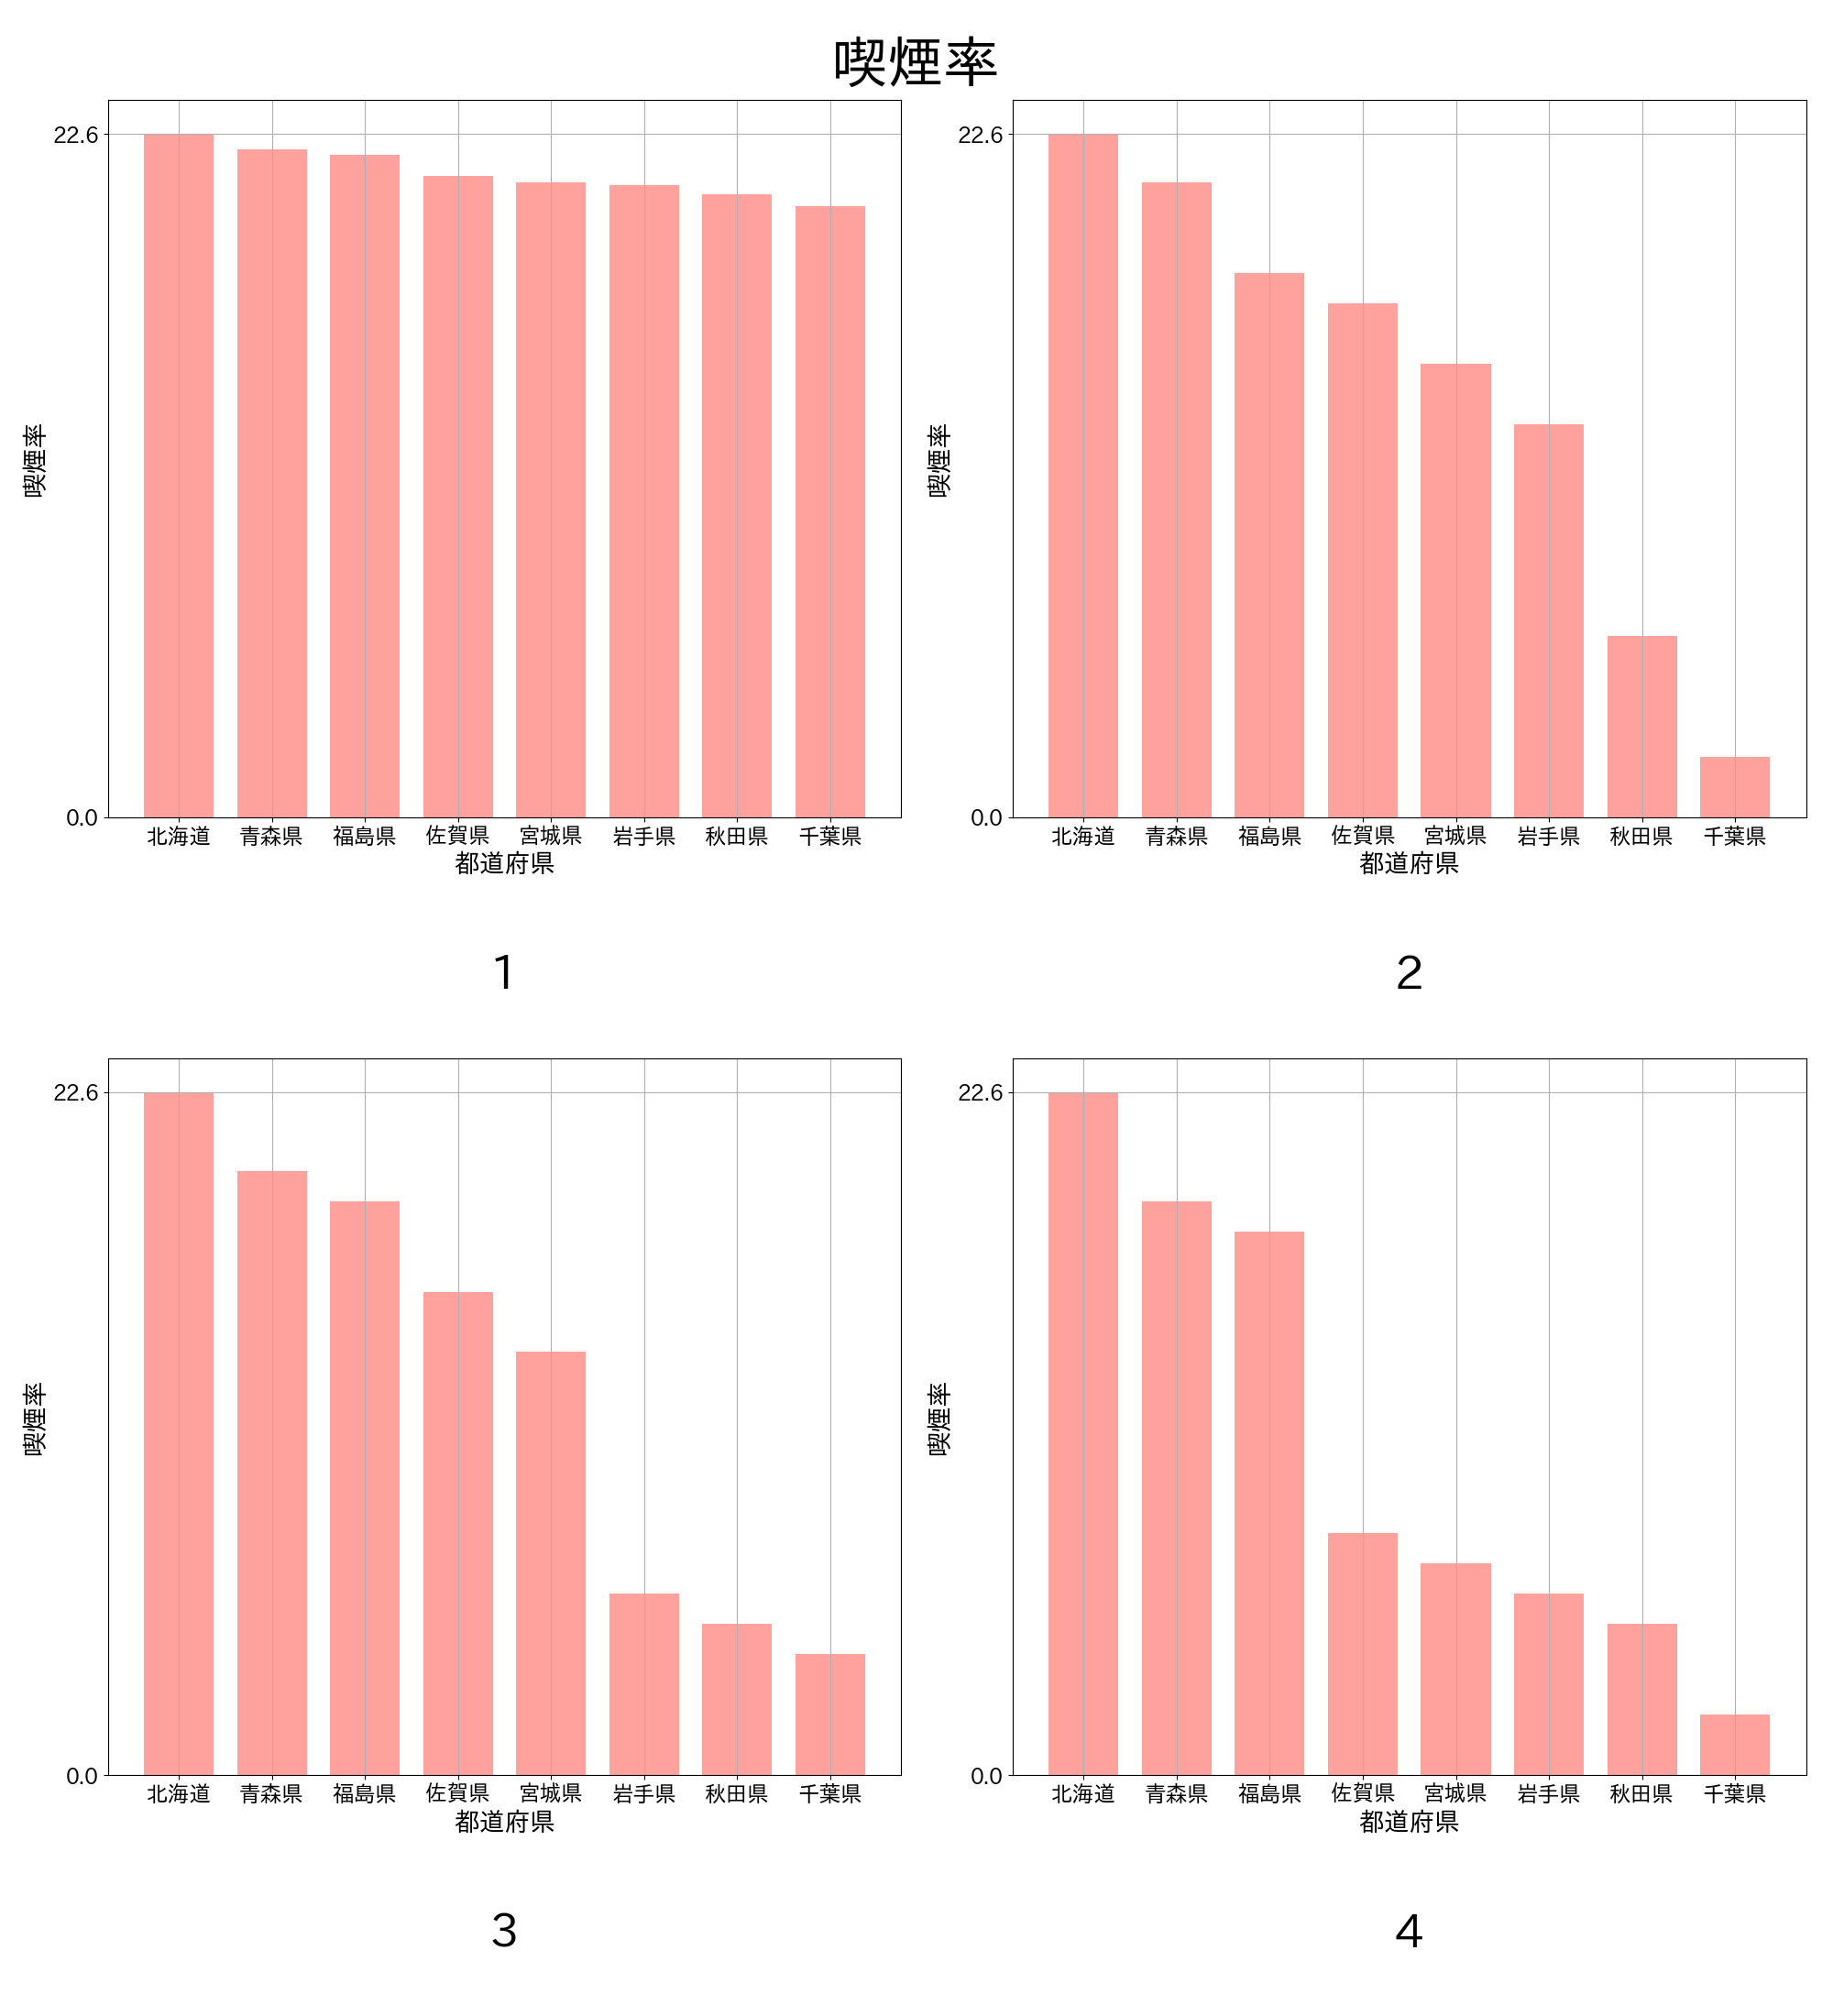 喫煙率
喫煙率
22.6
0.0
北海道 青森県 福島県 佐賀県 宮城県 岩手県 秋田県 千葉県
都道府県
1
喫煙率
22.6
0.0
北海道 青森県 福島県 佐賀県 宮城県 岩手県 秋田県 千葉県
都道府県
2
喫煙率
22.6
0.0
北海道 青森県 福島県 佐賀県 宮城県 岩手県 秋田県 千葉県
都道府県
3
喫煙率
22.6
0.0
北海道 青森県 福島県 佐賀県 宮城県 岩手県 秋田県 千葉県
都道府県
4